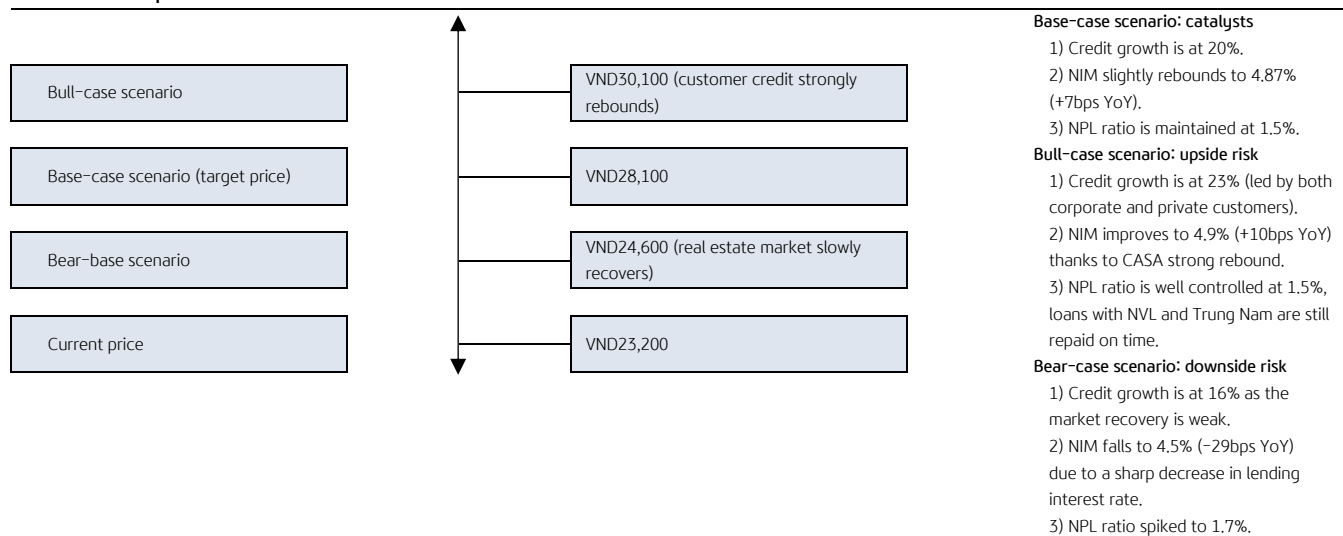 Bull-case scenario
VND30,100 (customer credit strongly
rebounds)
Base-case scenario (target price)
VND28,100
Bear-base scenario
VND24,600 (real estate market slowly
recovers)
Current price
VND23,200
Base-case scenario: catalysts
1) Credit growth is at 20%.
2) NIM slightly rebounds to 4.87%
(+7bps YoY).
3) NPL ratio is maintained at 1.5%.
Bull-case scenario: upside risk
1) Credit growth is at 23% (led by both
corporate and private customers).
2) NIM improves to 4.9% (+10bps YoY)
thanks to CASA strong rebound.
3) NPL ratio is well controlled at 1.5%,
loans with NVL and Trung Nam are still
repaid on time.
Bear-case scenario: downside risk
1) Credit growth is at 16% as the
market recovery is weak.
2) NIM falls to 4.5% (-29bps YoY)
due to a sharp decrease in lending
interest rate.
3) NPL ratio spiked to 1.7%.